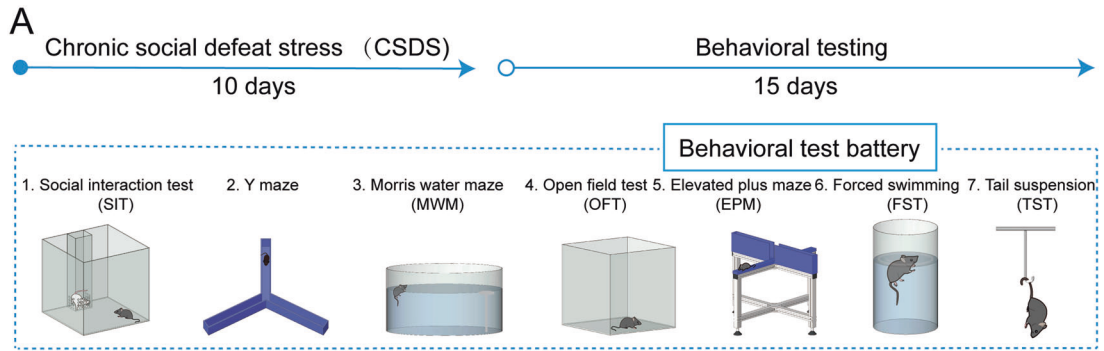 A
Chronic social defeat stress （CSDS)
10 days
Behavioral testing
15 days
Behavioral test battery
1. Social interaction test
(SIT)
2. Y maze
3. Morris water maze
(MWM)
4. Open field test
(OFT)
5. Elevated plus maze
(EPM)
6. Forced swimming
(FST)
7. Tail suspension
(TST)